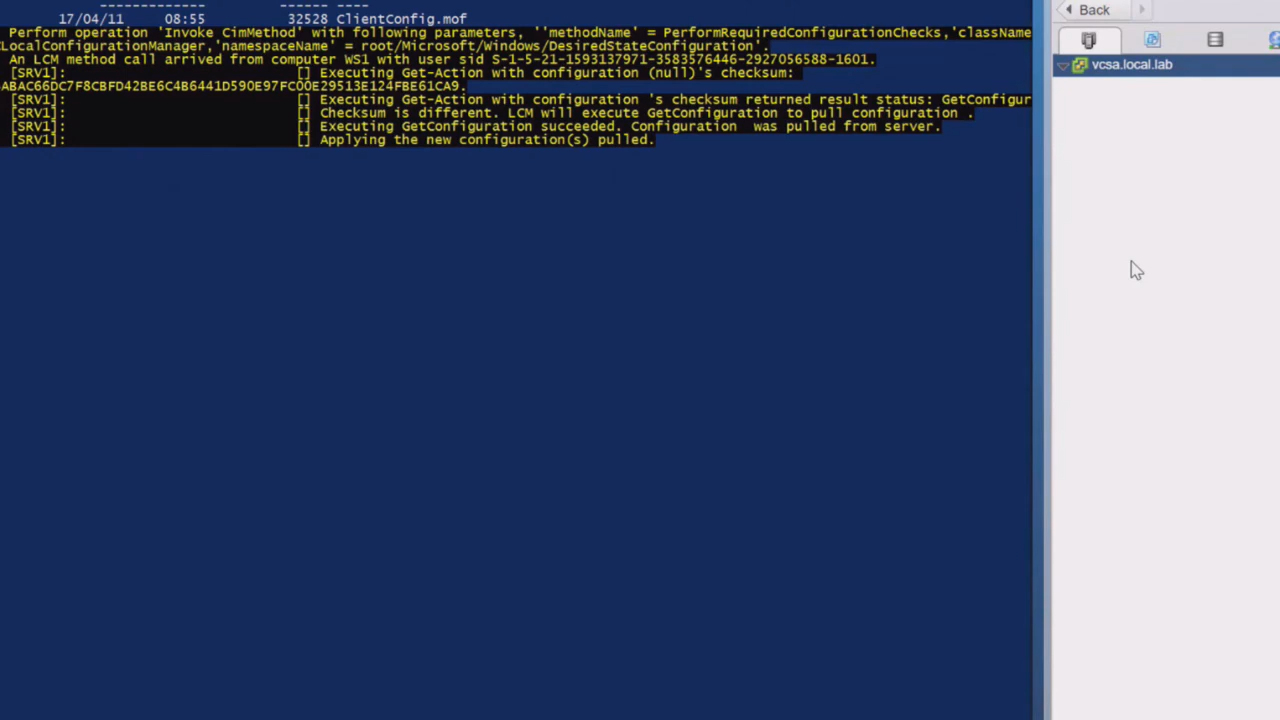 17/04/11 08:55 32528 ClientConfig.mof
Perform operation 'Invoke CimMethod' with following parameters, ''methodName' = PerformRequiredConfigurationChecks,'className
LocalConfigurationManager,'namespaceName' = root/Microsoft/Windows/DesiredStateConfiguration'.
An LCM method call arrived from computer WS1 with user sid S-1-5-21-1593137971-3583576446-2927056588-1601.
[SRV1]: [] Executing Get-Action with configuration (null)'s checksum:
ABAC66DC7F8CBFD42BE6C4B6441D590E97FC00E29513E124FBE61CA9.
[SRV1]: [] Executing Get-Action with configuration 's checksum returned result status: GetConfigur
[SRV1]: [] Checksum is different. LCM will execute GetConfiguration to pull configuration .
[SRV1]: [] Executing GetConfiguration succeeded. Configuration was pulled from server.
[SRV1]: [] Applying the new configuration(s) pulled.
Back
vcsa.local.lab